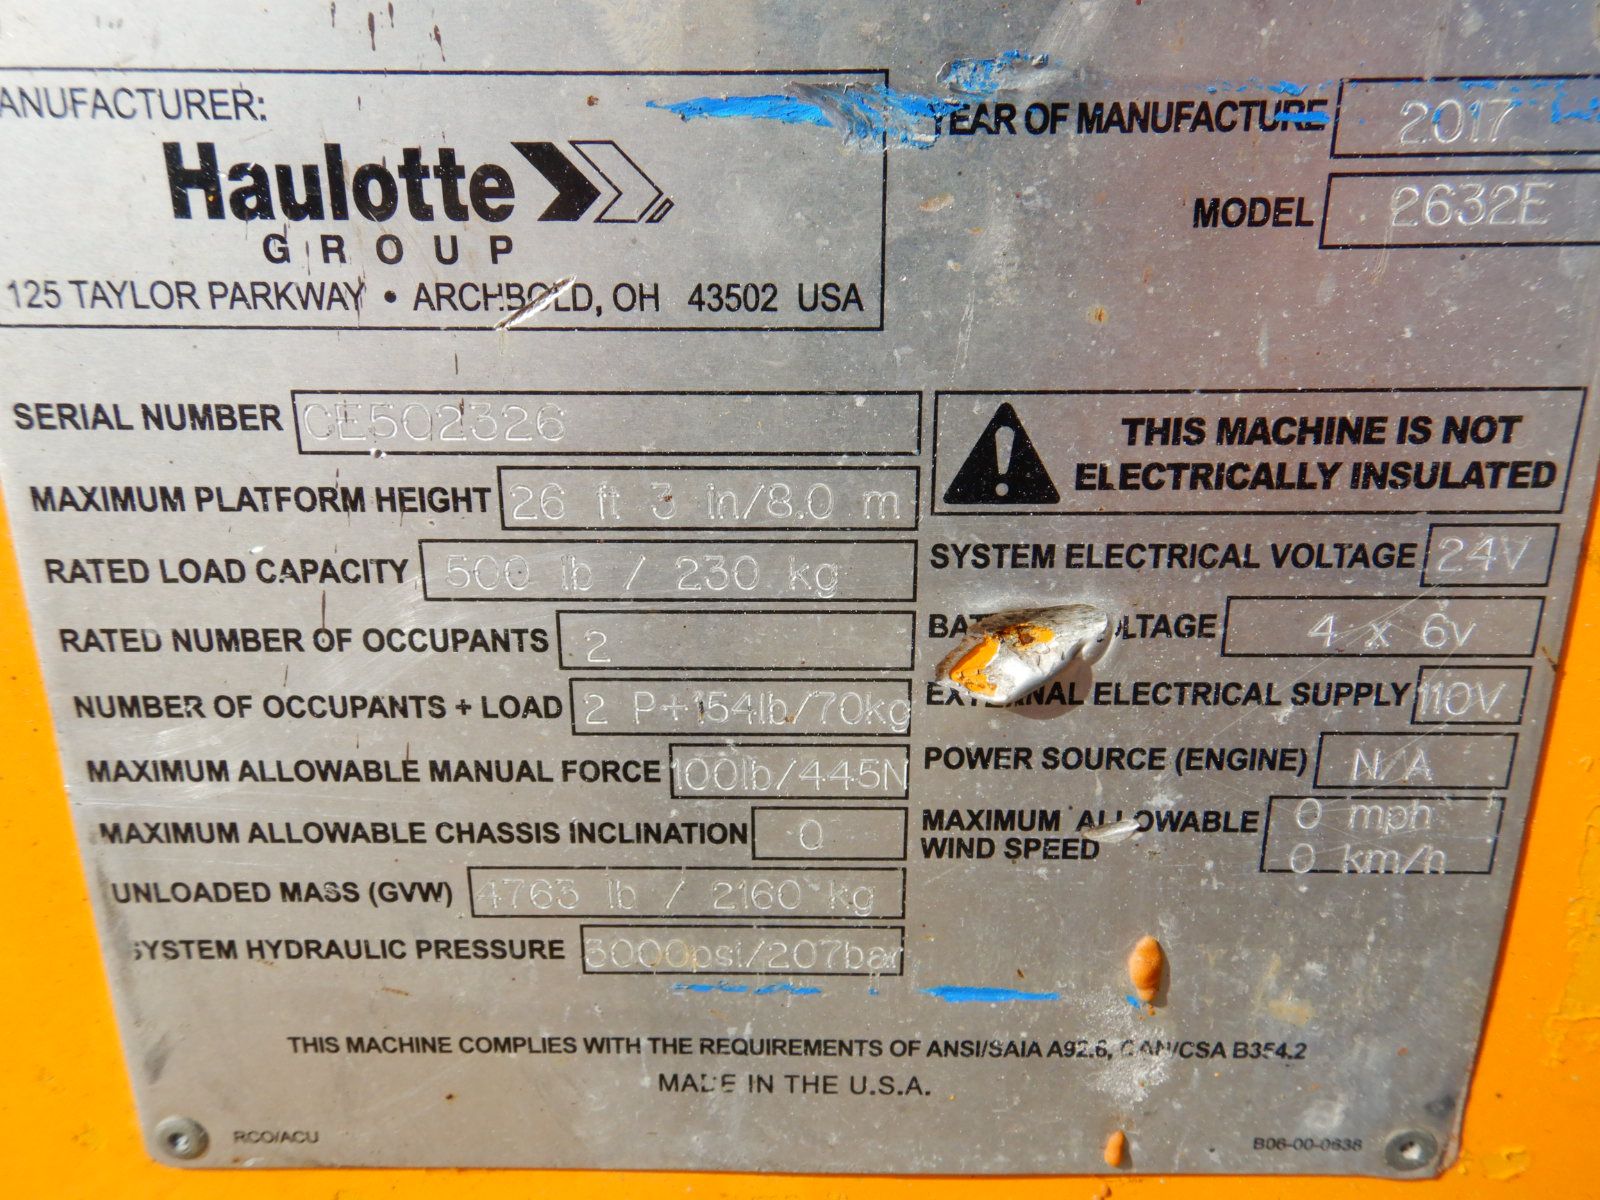 ANUFACTURER:
Haulotte
GROUP
125 TAYLOR PARKWAY • ARCHBOLD, OH 43502 USA
YEAR OF MANUFACTURE 2017
MODEL 2632E
SERIAL NUMBER CE502326
MAXIMUM PLATFORM HEIGHT 26 ft 3 in/8.0 m
RATED LOAD CAPACITY 500 lb / 230 kg
RATED NUMBER OF OCCUPANTS 2
NUMBER OF OCCUPANTS + LOAD 2 P+154lb/70kg
MAXIMUM ALLOWABLE MANUAL FORCE 100lb/445N
MAXIMUM ALLOWABLE CHASSIS INCLINATION 0
UNLOADED MASS (GVW) 4763 lb / 2160 kg
SYSTEM HYDRAULIC PRESSURE 3000psi/207bar
THIS MACHINE IS NOT
ELECTRICALLY INSULATED
SYSTEM ELECTRICAL VOLTAGE 24V
BAT LTAGE 4 x 6v
EXTERNAL ELECTRICAL SUPPLY 110V
POWER SOURCE (ENGINE) N/A
MAXIMUM ALLOWABLE 0 mph
WIND SPEED 0 km/h
THIS MACHINE COMPLIES WITH THE REQUIREMENTS OF ANSI/SAIA A92.6, CAN/CSA B354.2
MADE IN THE U.S.A.
RCO/ACU
B06-00-0636